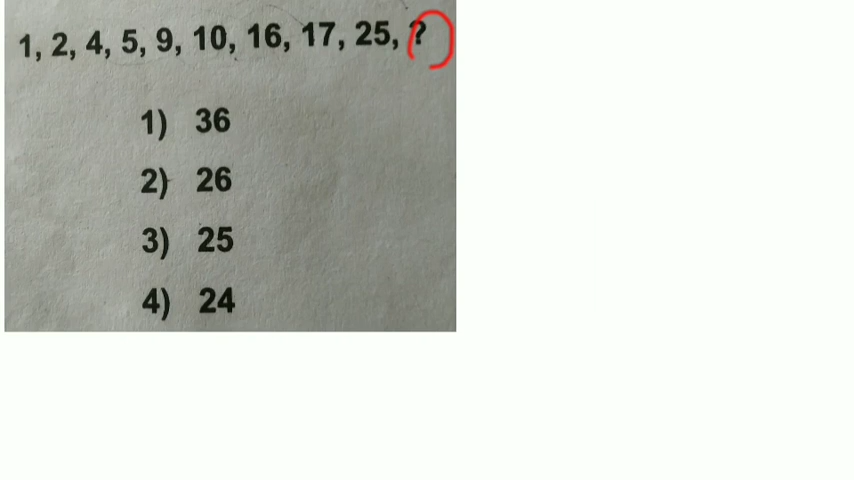 1, 2, 4, 5, 9, 10, 16, 17, 25, ?
1) 36
2) 26
3) 25
4) 24